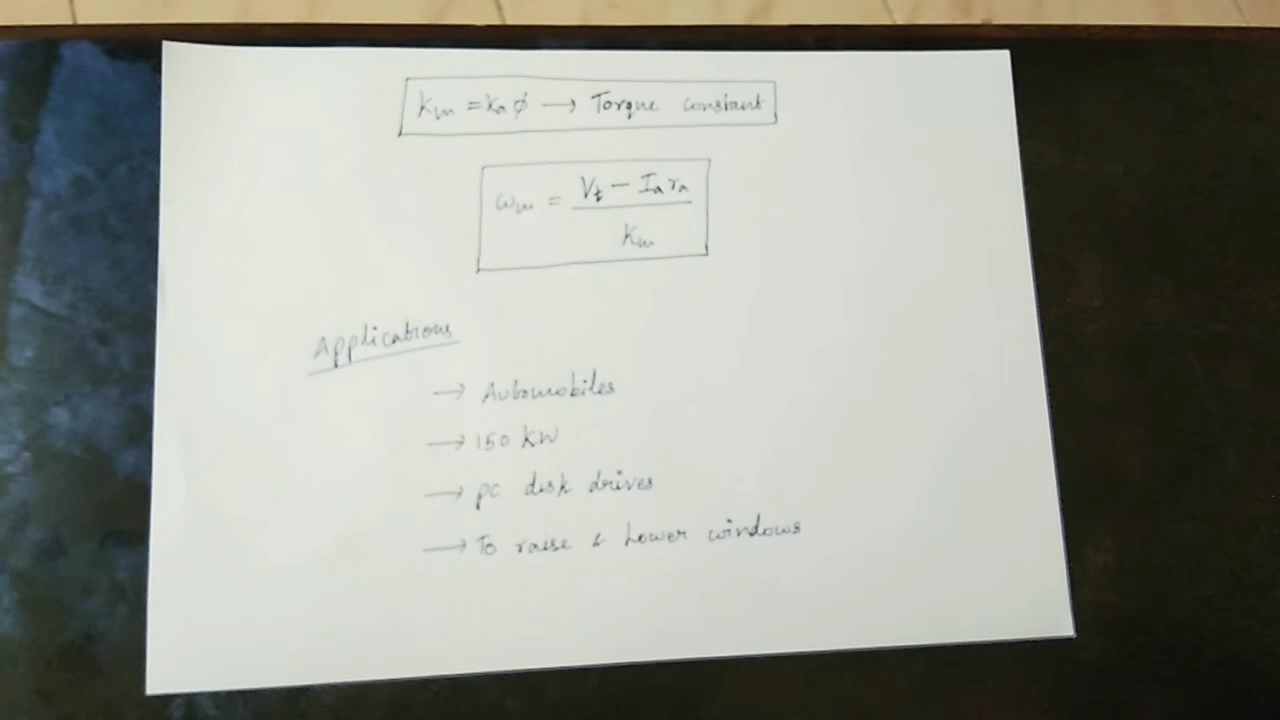 Km = Kaϕ → Torque constant
ωm = (Vt − Ia ra) / Km
Applications
→ Automobiles
→ 150 KW
→ pc disk drives
→ To raise & Lower windows